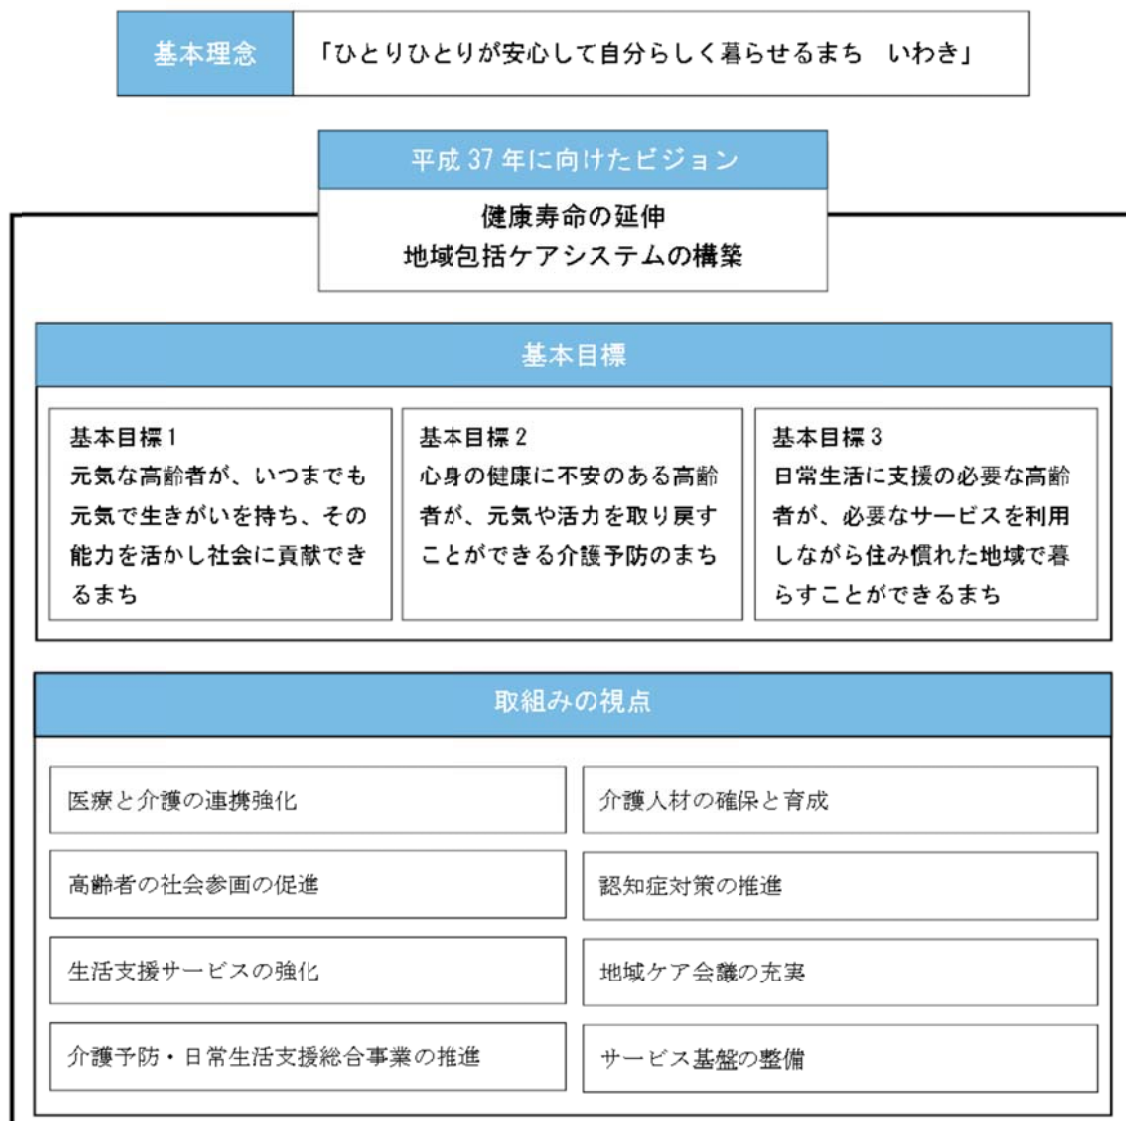 基本理念
「ひとりひとりが安心して自分らしく暮らせるまち　いわき」
平成 37 年に向けたビジョン
健康寿命の延伸
地域包括ケアシステムの構築
基本目標
基本目標 1
元気な高齢者が、いつまでも
元気で生きがいを持ち、その
能力を活かし社会に貢献でき
るまち
基本目標 2
心身の健康に不安のある高齢
者が、元気や活力を取り戻す
ことができる介護予防のまち
基本目標 3
日常生活に支援の必要な高齢
者が、必要なサービスを利用
しながら住み慣れた地域で暮
らすことができるまち
取組みの視点
医療と介護の連携強化
介護人材の確保と育成
高齢者の社会参画の促進
認知症対策の推進
生活支援サービスの強化
地域ケア会議の充実
介護予防・日常生活支援総合事業の推進
サービス基盤の整備